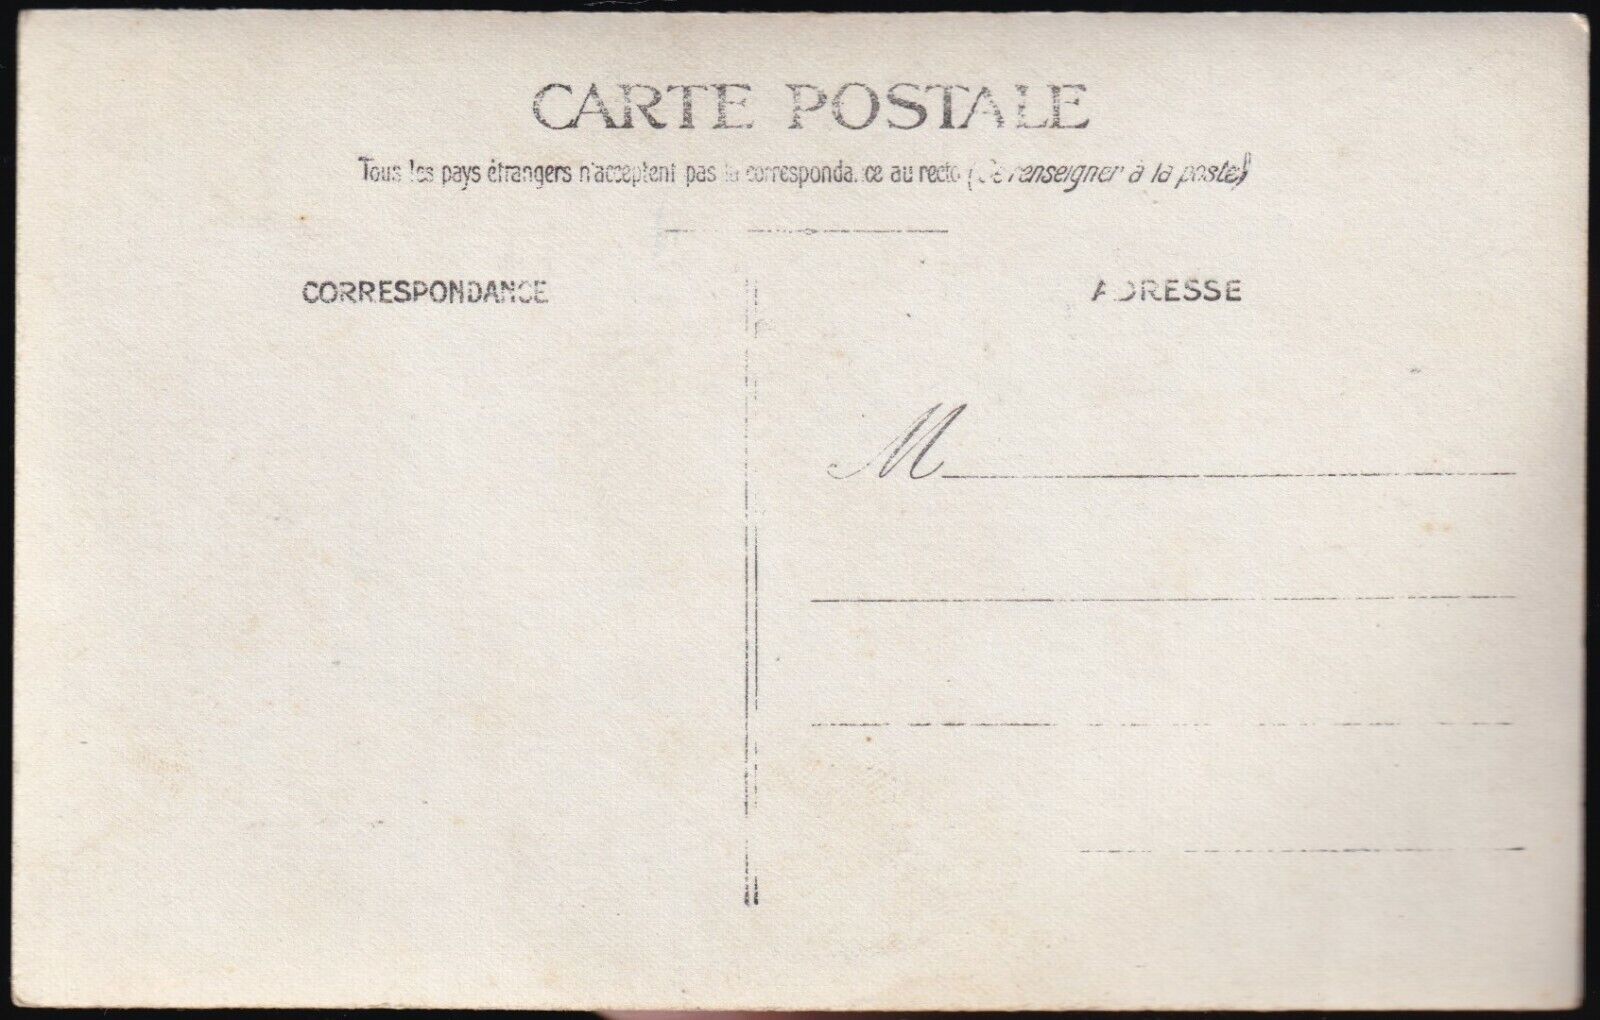 CARTE POSTALE
Tous les pays étrangers n'acceptent pas la correspondance au recto (Se renseigner à la poste)
CORRESPONDANCE
ADRESSE
M